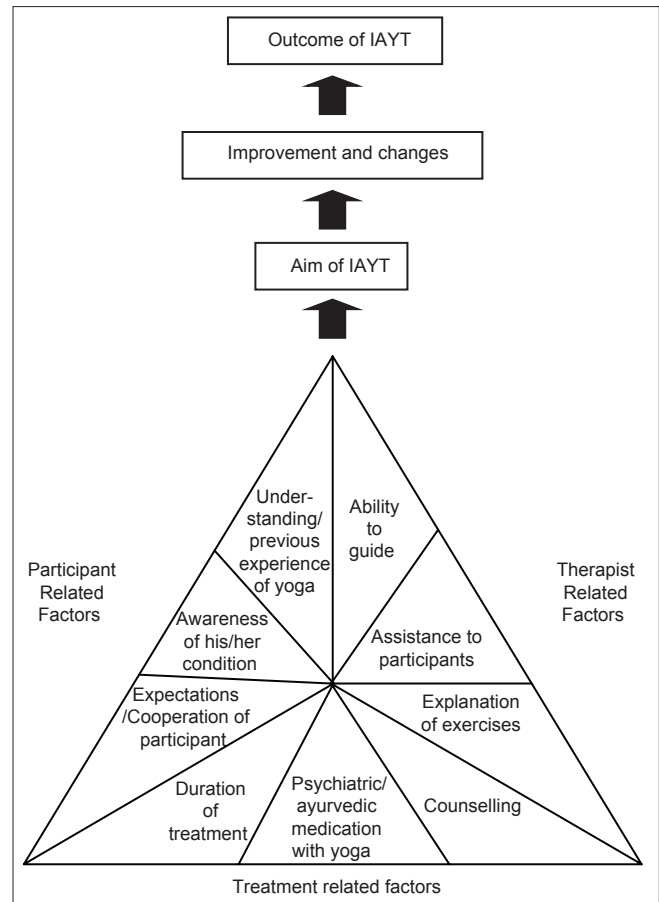 Outcome of IAYT
Improvement and changes
Aim of IAYT
Under-
standing/
previous
experience
of yoga
Ability
to
guide
Participant
Related
Factors
Therapist
Related
Factors
Awareness
of his/her
condition
Assistance to
participants
Expectations
/Cooperation of
participant
Explanation
of exercises
Duration
of
treatment
Psychiatric/
ayurvedic
medication
with yoga
Counselling
Treatment related factors